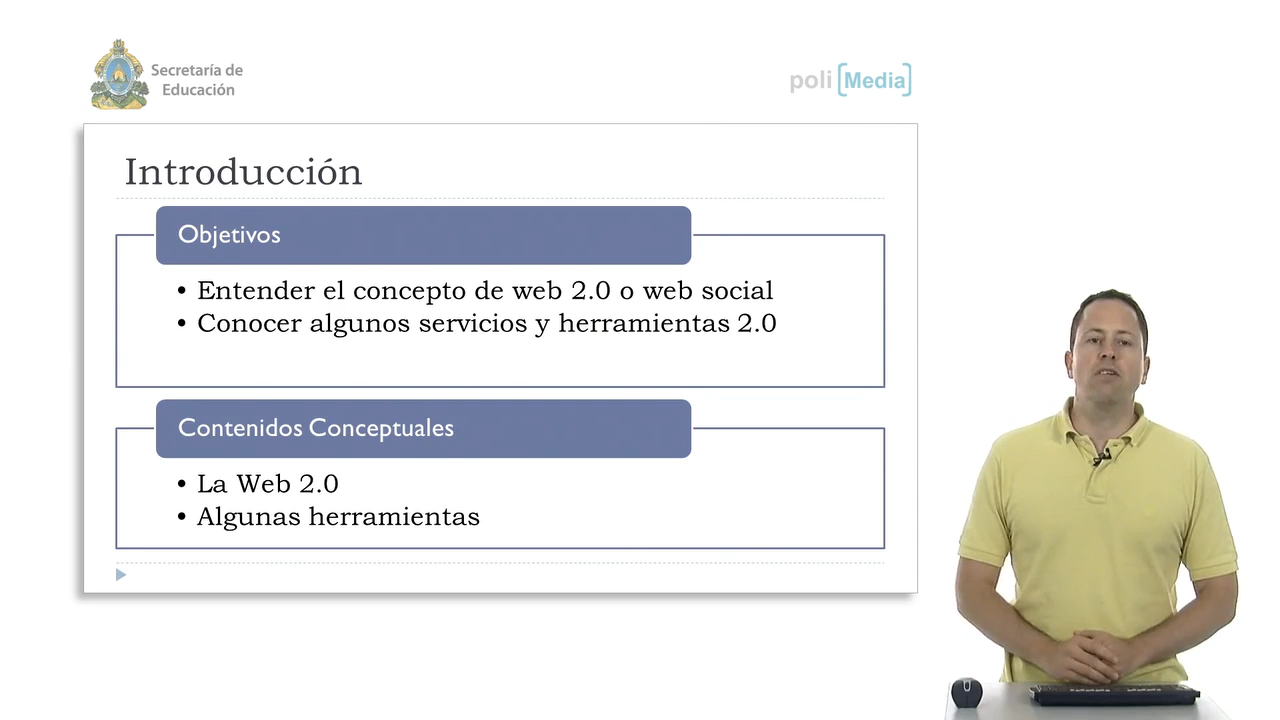 Secretaría de
Educación
poli [Media]
Introducción
Objetivos
• Entender el concepto de web 2.0 o web social
• Conocer algunos servicios y herramientas 2.0
Contenidos Conceptuales
• La Web 2.0
• Algunas herramientas